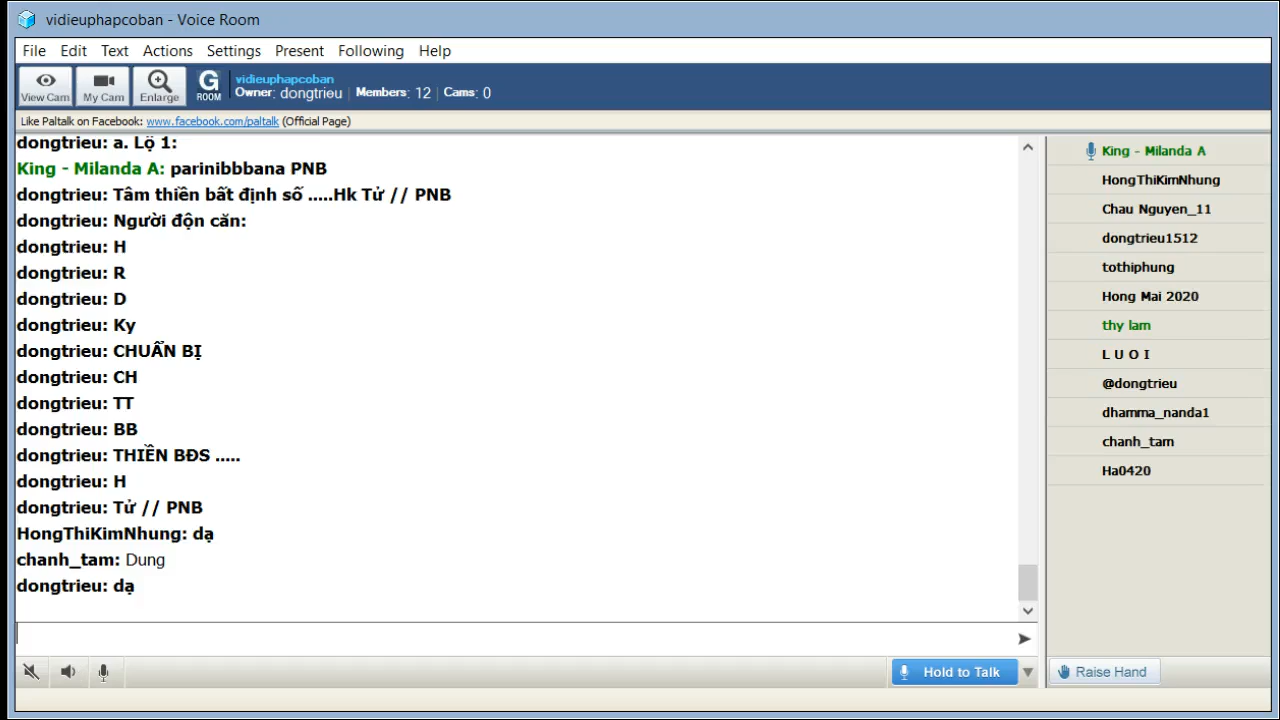 vidieuphapcoban - Voice Room
File Edit Text Actions Settings Present Following Help
View Cam My Cam Enlarge G ROOM
vidieuphapcoban
Owner: dongtrieu | Members: 12 | Cams: 0
Like Paltalk on Facebook: www.facebook.com/paltalk (Official Page)
dongtrieu: a. Lộ 1:
King - Milanda A: parinibbbana PNB
dongtrieu: Tâm thiền bất định số .....Hk Tử // PNB
dongtrieu: Người độn căn:
dongtrieu: H
dongtrieu: R
dongtrieu: D
dongtrieu: Ky
dongtrieu: CHUẨN BỊ
dongtrieu: CH
dongtrieu: TT
dongtrieu: BB
dongtrieu: THIỀN BĐS .....
dongtrieu: H
dongtrieu: Tử // PNB
HongThiKimNhung: dạ
chanh_tam: Dung
dongtrieu: dạ
King - Milanda A
HongThiKimNhung
Chau Nguyen_11
dongtrieu1512
tothiphung
Hong Mai 2020
thy lam
L U O I
@dongtrieu
dhamma_nanda1
chanh_tam
Ha0420
Hold to Talk
Raise Hand